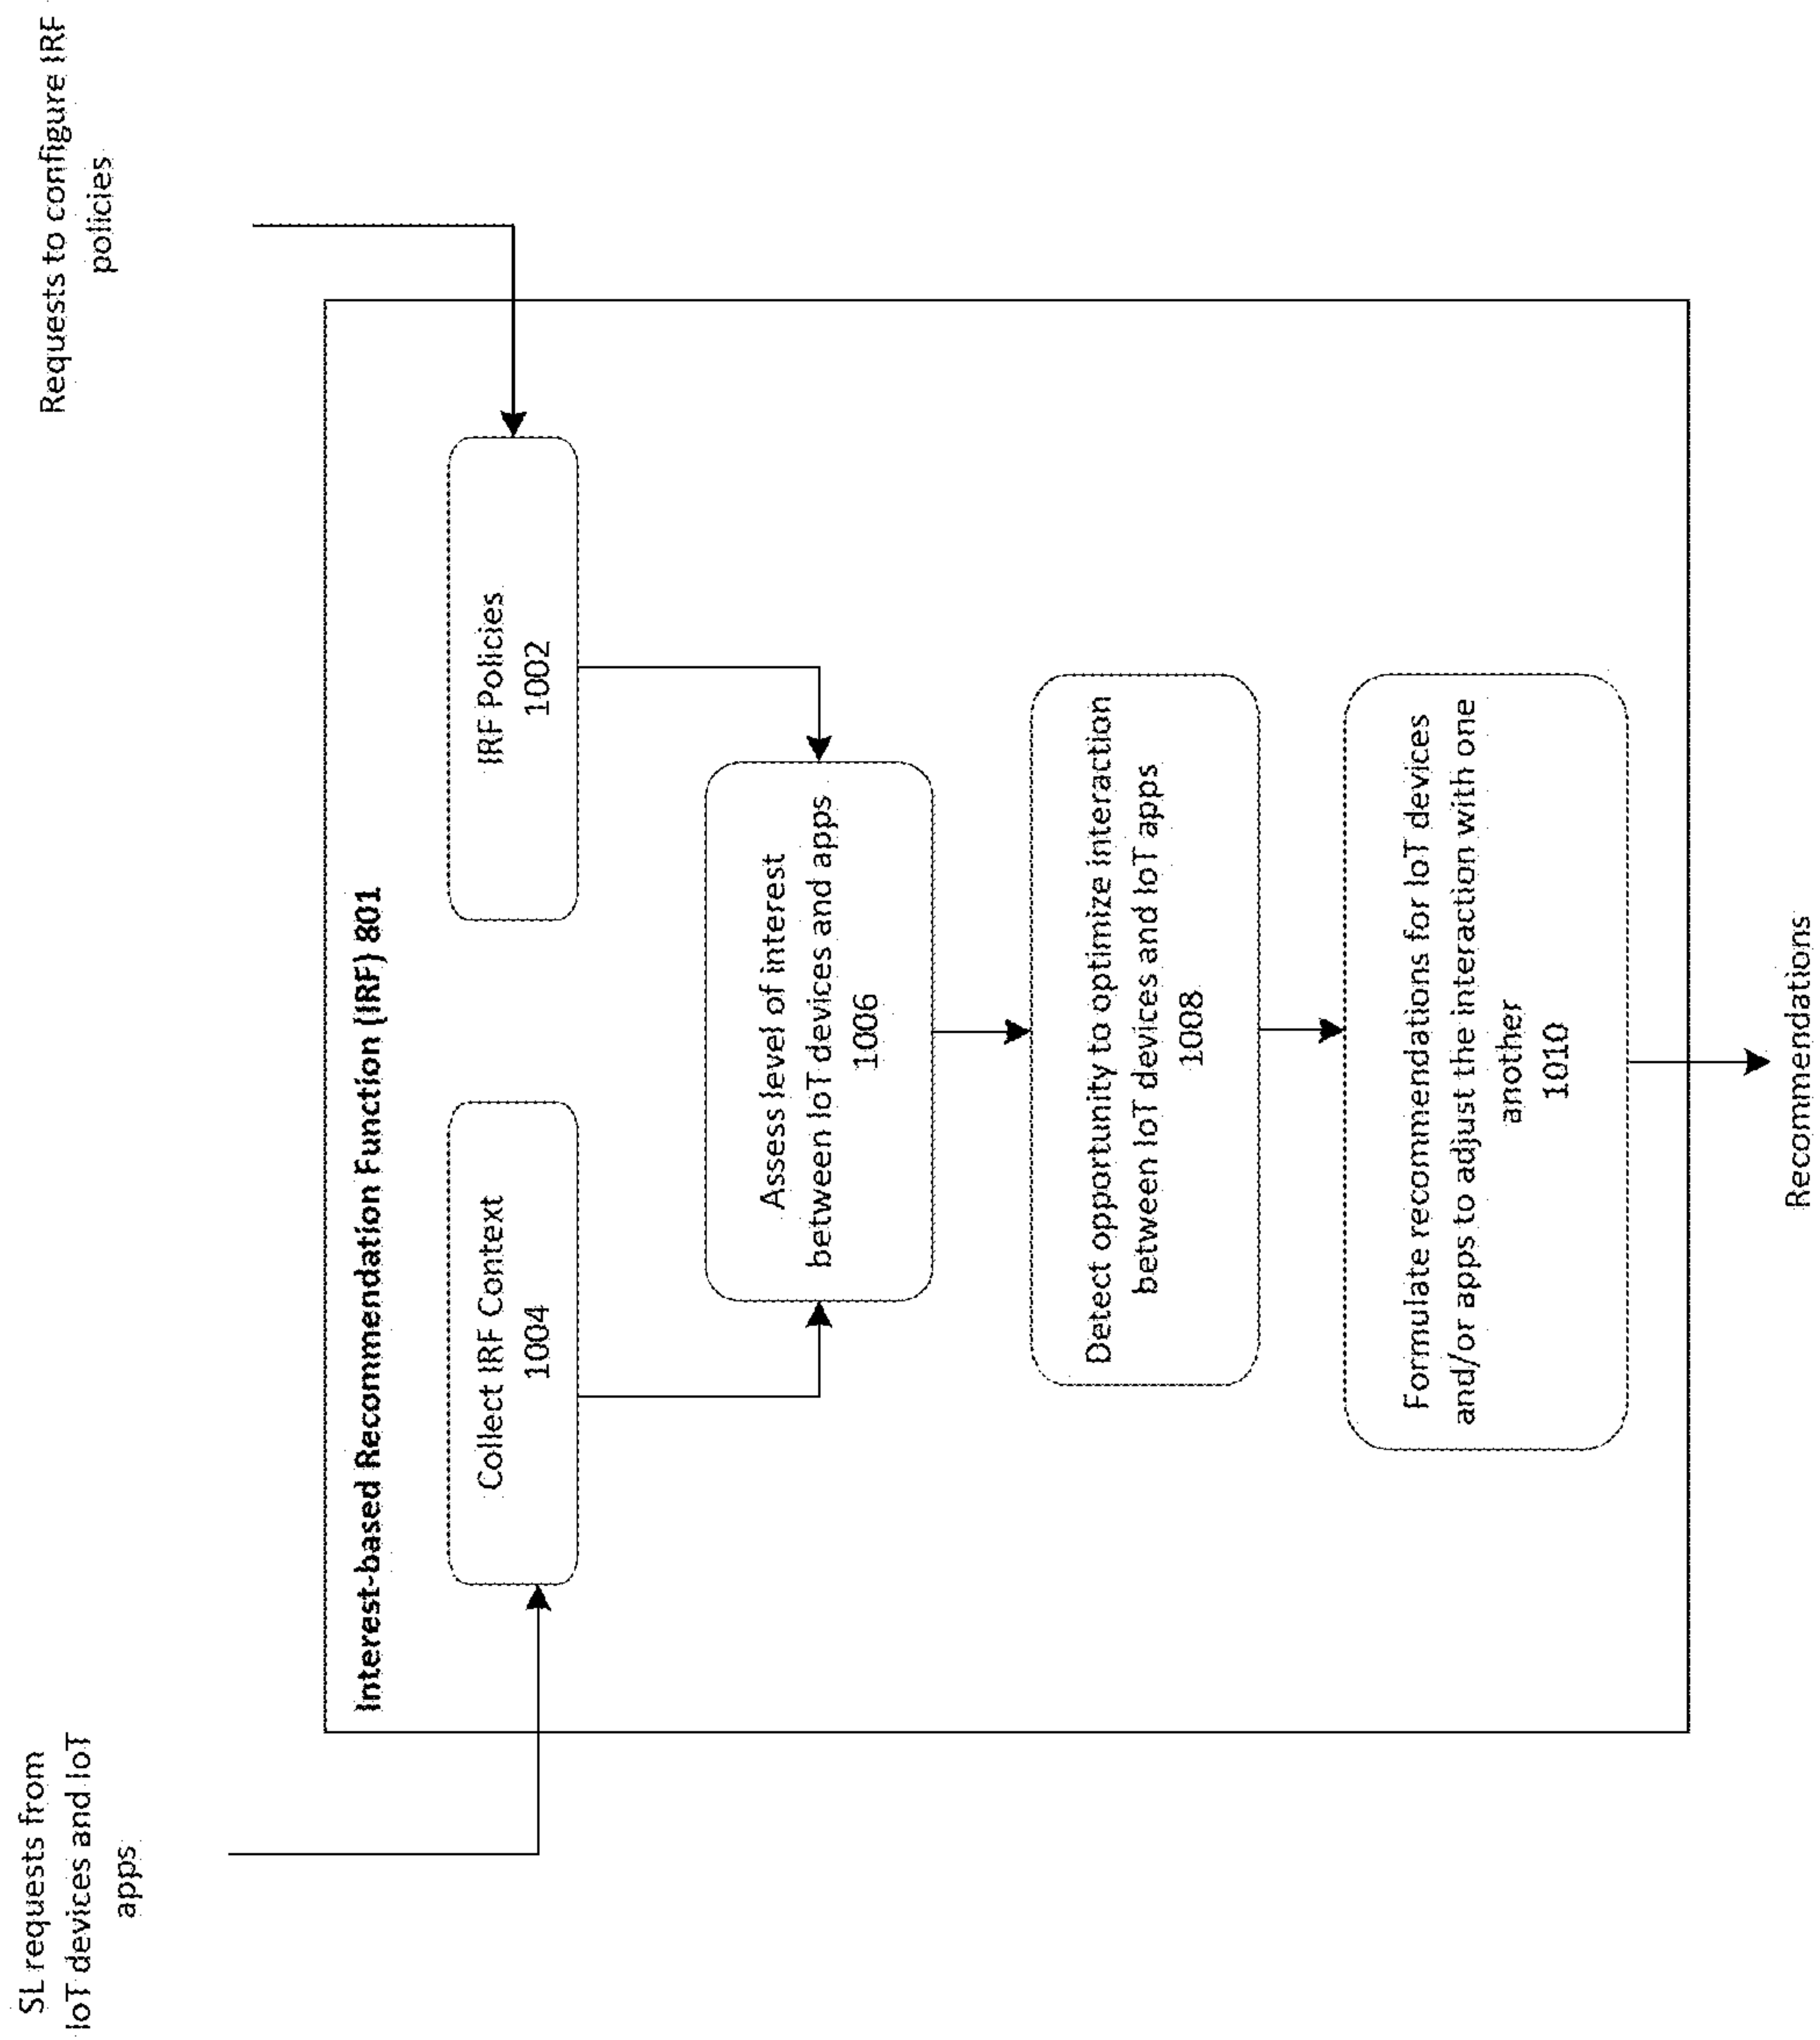 SL requests from
IoT devices and IoT
apps
Requests to configure IRF
policies
Interest-based Recommendation Function (IRF) 801
Collect IRF Context
1004
IRF Policies
1002
Assess level of interest
between IoT devices and apps
1006
Detect opportunity to optimize interaction
between IoT devices and IoT apps
1008
Formulate recommendations for IoT devices
and/or apps to adjust the interaction with one
another
1010
Recommendations